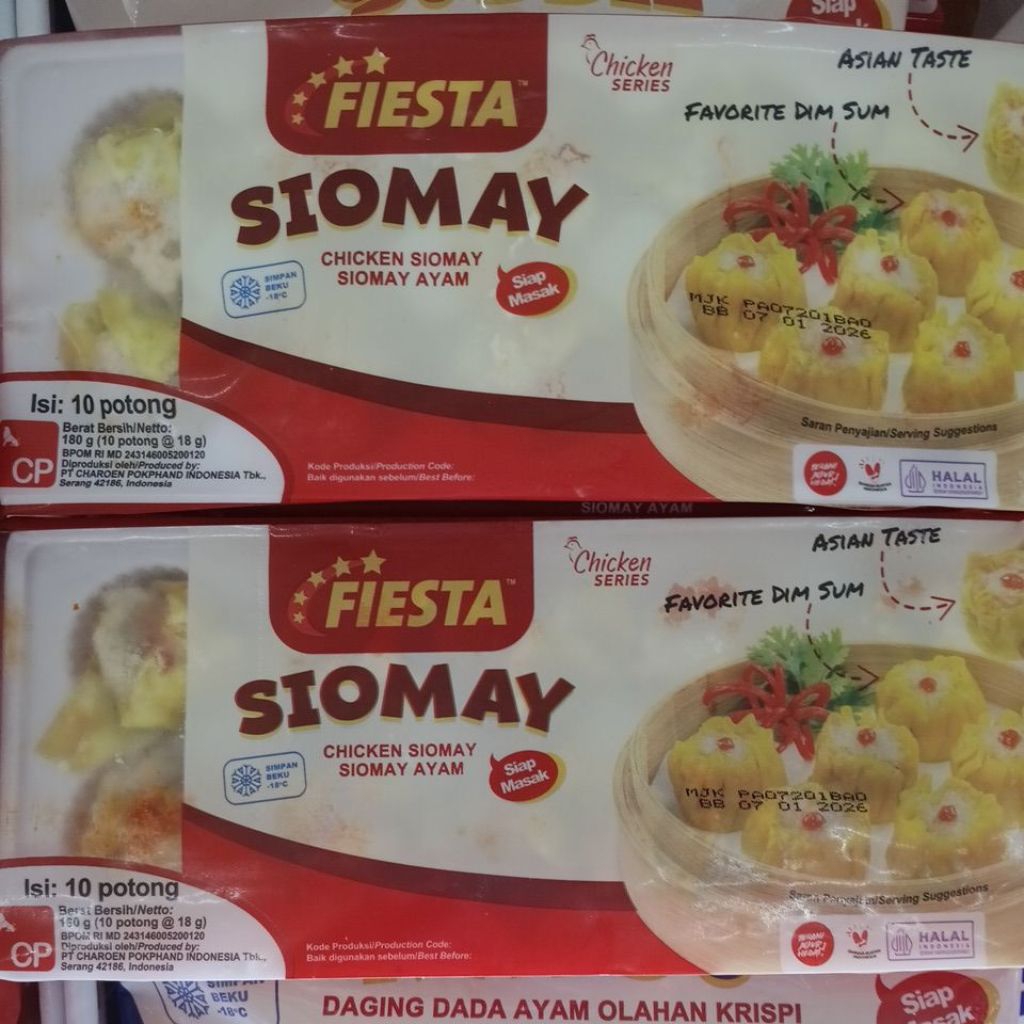 Siap
FIESTA™
Chicken
SERIES
ASIAN TASTE
FAVORITE DIM SUM
SIOMAY
CHICKEN SIOMAY
SIOMAY AYAM
SIMPAN
BEKU
-18°C
Siap
Masak
MJK PA07201BA0
BB 07 01 2026
Isi: 10 potong
Berat Bersih/Netto:
180 g (10 potong @ 18 g)
BPOM RI MD 243146005200120
Diproduksi oleh/Produced by:
PT CHAROEN POKPHAND INDONESIA Tbk.,
Serang 42186, Indonesia
CP
Kode Produksi/Production Code:
Baik digunakan sebelum/Best Before:
Saran Penyajian/Serving Suggestions
HALAL
INDONESIA
SIOMAY AYAM
FIESTA™
Chicken
SERIES
ASIAN TASTE
FAVORITE DIM SUM
SIOMAY
CHICKEN SIOMAY
SIOMAY AYAM
SIMPAN
BEKU
-18°C
Siap
Masak
MJK PA07201BA0
BB 07 01 2026
Isi: 10 potong
Berat Bersih/Netto:
180 g (10 potong @ 18 g)
BPOM RI MD 243146005200120
Diproduksi oleh/Produced by:
PT CHAROEN POKPHAND INDONESIA Tbk.,
Serang 42186, Indonesia
CP
Kode Produksi/Production Code:
Baik digunakan sebelum/Best Before:
Saran Penyajian/Serving Suggestions
HALAL
INDONESIA
SIMPAN
BEKU
-18°C
DAGING DADA AYAM OLAHAN KRISPI
Siap